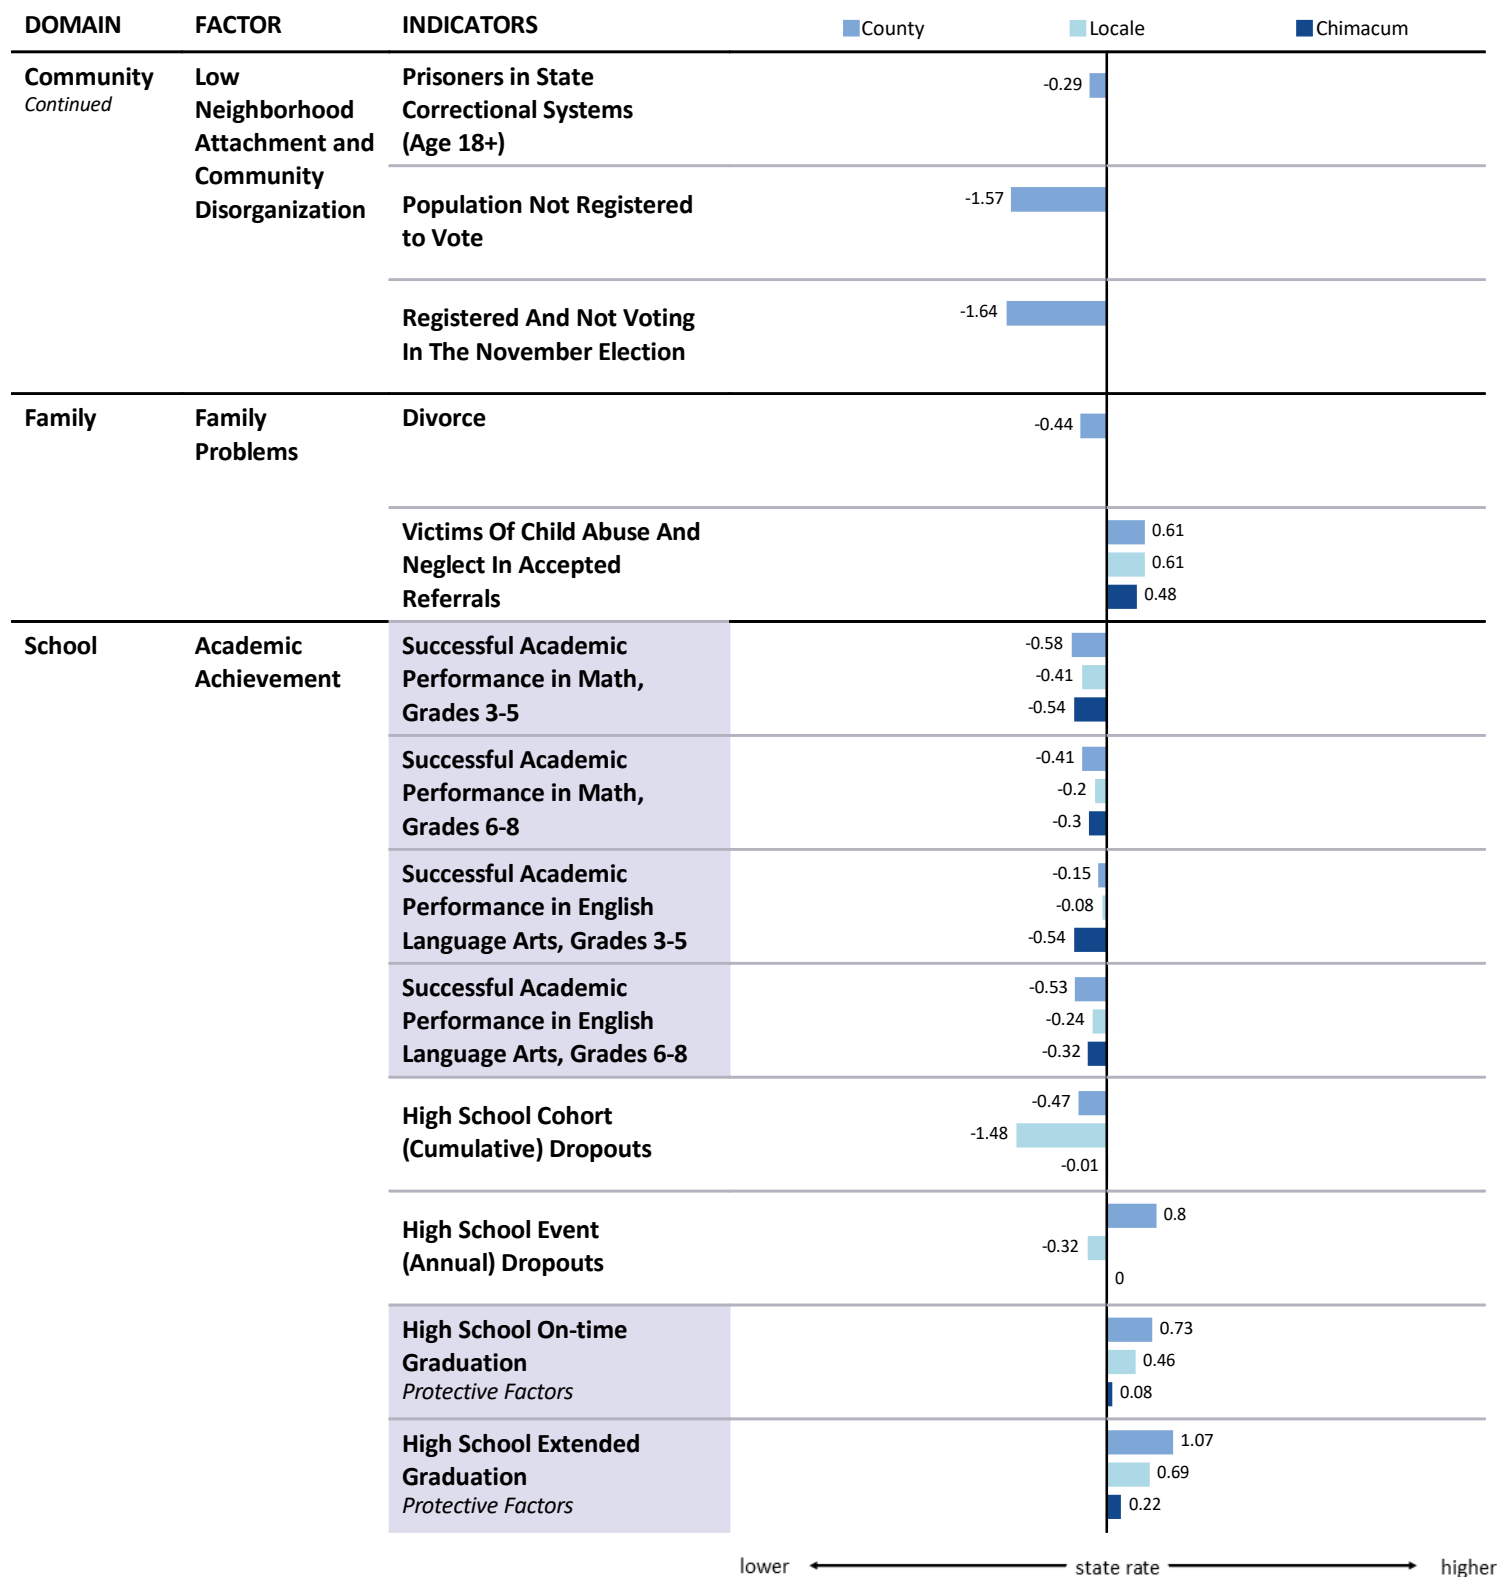 DOMAIN FACTOR INDICATORS County Locale Chimacum
Community
Continued
Low
Neighborhood
Attachment and
Community
Disorganization
Prisoners in State
Correctional Systems
(Age 18+)
-0.29
Population Not Registered
to Vote
-1.57
Registered And Not Voting
In The November Election
-1.64
Family
Family
Problems
Divorce
-0.44
Victims Of Child Abuse And
Neglect In Accepted
Referrals
0.61
0.61
0.48
School
Academic
Achievement
Successful Academic
Performance in Math,
Grades 3-5
-0.58
-0.41
-0.54
Successful Academic
Performance in Math,
Grades 6-8
-0.41
-0.2
-0.3
Successful Academic
Performance in English
Language Arts, Grades 3-5
-0.15
-0.08
-0.54
Successful Academic
Performance in English
Language Arts, Grades 6-8
-0.53
-0.24
-0.32
High School Cohort
(Cumulative) Dropouts
-0.47
-1.48
-0.01
High School Event
(Annual) Dropouts
0.8
-0.32
0
High School On-time
Graduation
Protective Factors
0.73
0.46
0.08
High School Extended
Graduation
Protective Factors
1.07
0.69
0.22
lower state rate higher